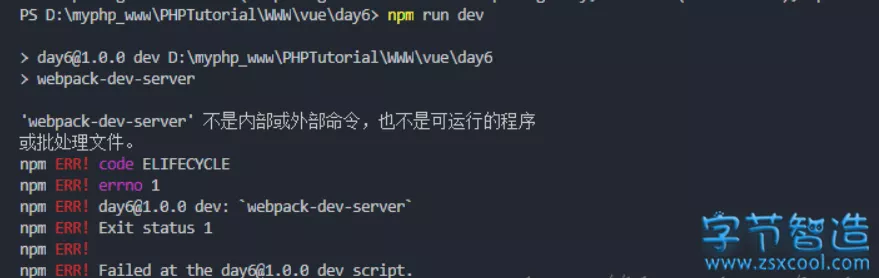 PS D:\myphp_www\PHPTutorial\WWW\vue\day6> npm run dev
> day6@1.0.0 dev D:\myphp_www\PHPTutorial\WWW\vue\day6
> webpack-dev-server
'webpack-dev-server' 不是内部或外部命令，也不是可运行的程序
或批处理文件。
npm ERR! code ELIFECYCLE
npm ERR! errno 1
npm ERR! day6@1.0.0 dev: `webpack-dev-server`
npm ERR! Exit status 1
npm ERR!
npm ERR! Failed at the day6@1.0.0 dev script.
字节智造
www.zsxcool.com